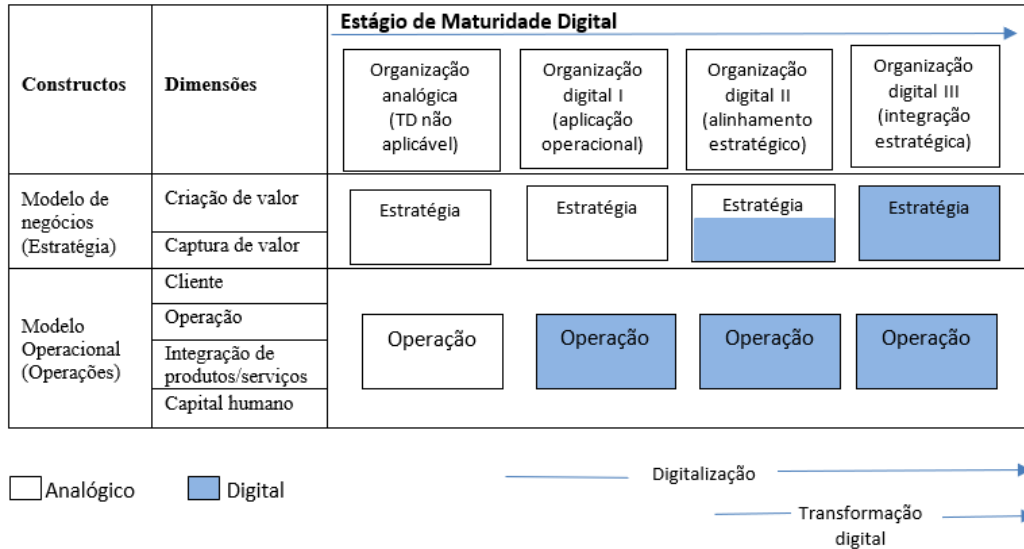 Estágio de Maturidade Digital
Constructos
Dimensões
Organização
analógica
(TD não
aplicável)
Organização
digital I
(aplicação
operacional)
Organização
digital II
(alinhamento
estratégico)
Organização
digital III
(integração
estratégica)
Modelo de
negócios
(Estratégia)
Criação de valor
Captura de valor
Estratégia
Estratégia
Estratégia
Estratégia
Modelo
Operacional
(Operações)
Cliente
Operação
Integração de
produtos/serviços
Capital humano
Operação
Operação
Operação
Operação
Analógico
Digital
Digitalização
Transformação
digital